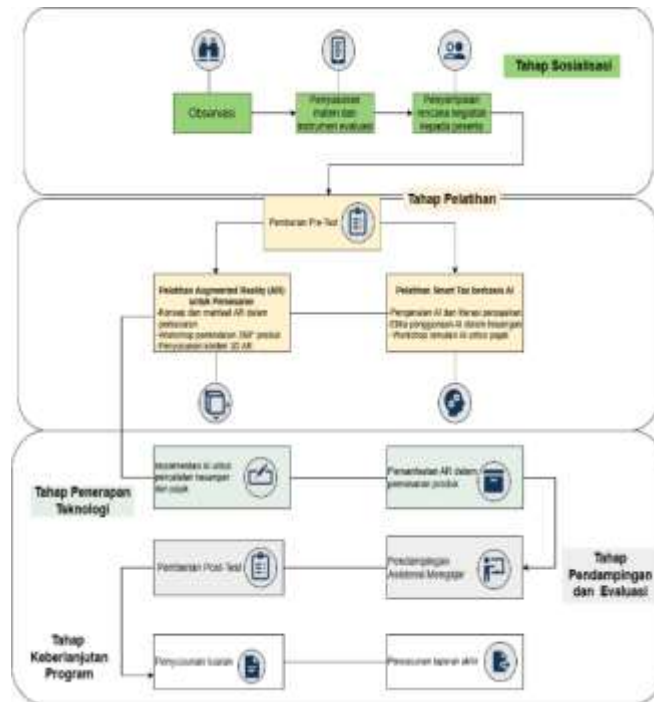 Tahap Sosialisasi
Observasi
Penyusunan
materi dan
instrumen evaluasi
Penyampaian
rencana kegiatan
kepada peserta
Tahap Pelatihan
Pemberian Pre-Test
Pelatihan Augmented Reality (AR)
untuk Pemasaran
-Konsep dan manfaat AR dalam
pemasaran
-Workshop pembuatan 360° produk
-Penyusunan konten 3D AR
Pelatihan Smart Tax berbasis AI
-Pengenalan AI dan literasi perpajakan
-Etika penggunaan AI dalam keuangan
- Workshop simulasi AI untuk pajak
Tahap Penerapan
Teknologi
Implementasi AI untuk
pencatatan keuangan
dan pajak
Pemanfaatan AR dalam
pemasaran produk
Tahap
Pendampingan
dan Evaluasi
Pemberian Post-Test
Pendampingan
Asistensi Mengajar
Tahap
Keberlanjutan
Program
Penyusunan luaran
Penyusunan laporan akhir